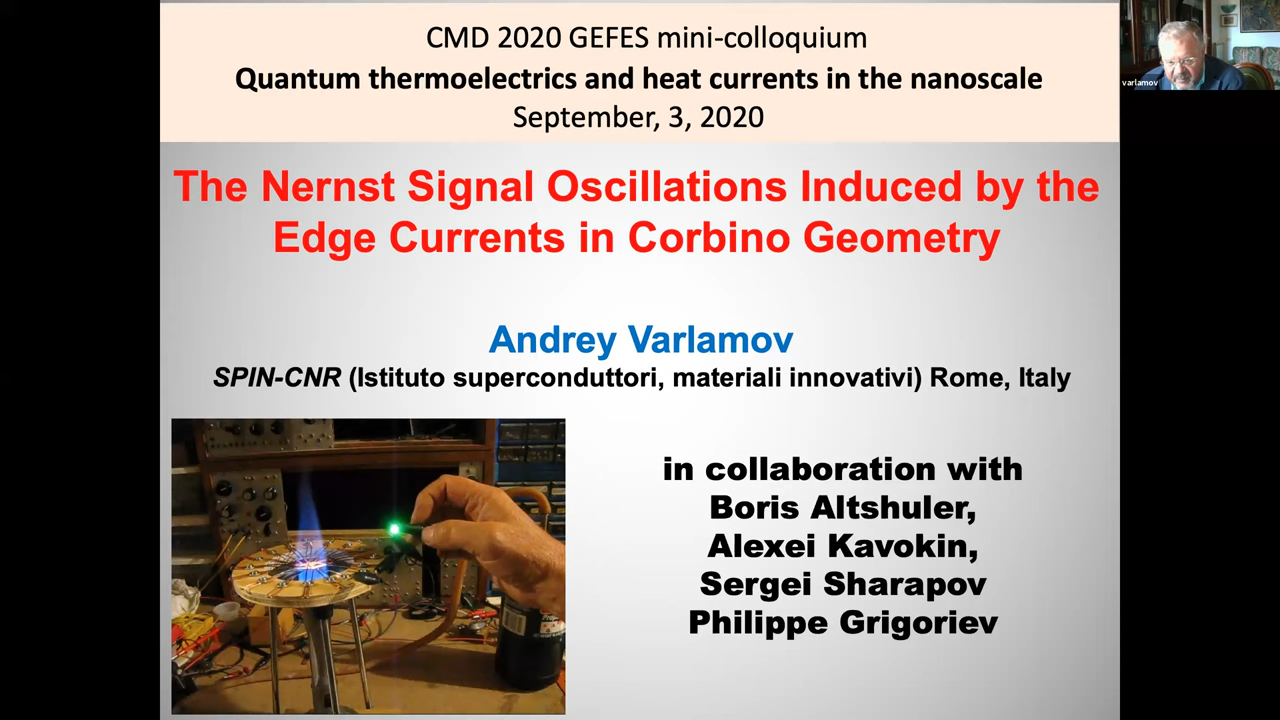 CMD 2020 GEFES mini-colloquium
Quantum thermoelectrics and heat currents in the nanoscale
September, 3, 2020
varlamov
The Nernst Signal Oscillations Induced by the
Edge Currents in Corbino Geometry
Andrey Varlamov
SPIN-CNR (Istituto superconduttori, materiali innovativi) Rome, Italy
in collaboration with
Boris Altshuler,
Alexei Kavokin,
Sergei Sharapov
Philippe Grigoriev